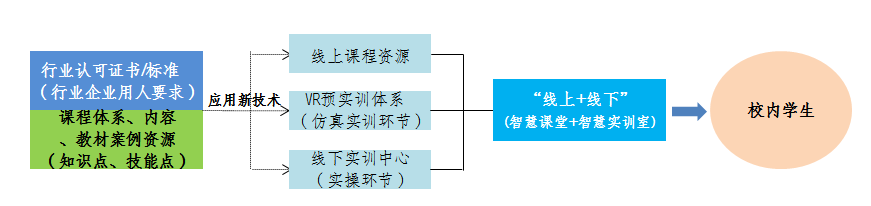 行业认可证书/标准
（行业企业用人要求）
课程体系、内容
、教材案例资源
（知识点、技能点）
应用新技术
线上课程资源
VR预实训体系
（仿真实训环节）
线下实训中心
（实操环节）
“线上+线下”
(智慧课堂+智慧实训室)
校内学生